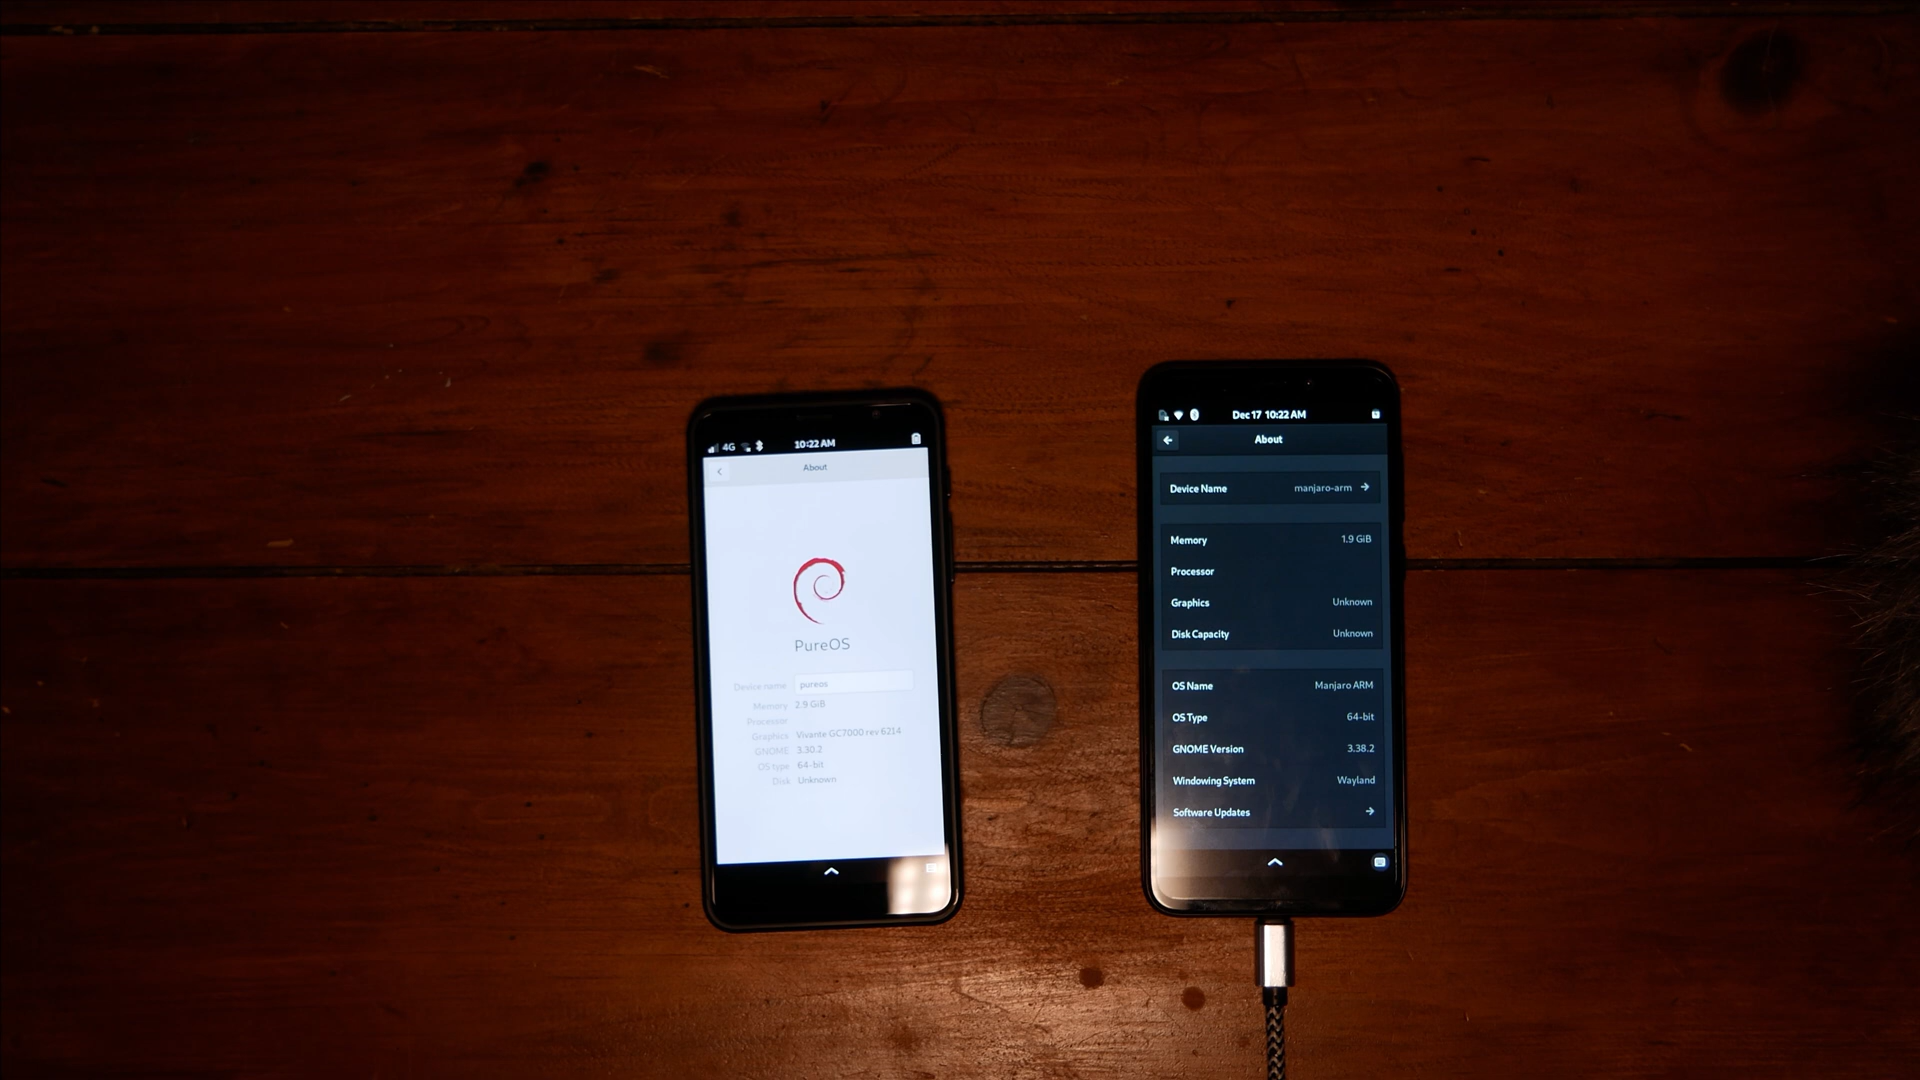 4G 10:22 AM
About
PureOS
Device name pureos
Memory 2.9 GiB
Processor
Graphics Vivante GC7000 rev 6214
GNOME 3.30.2
OS type 64-bit
Disk Unknown
Dec 17 10:22 AM
About
Device Name manjaro-arm
Memory 1.9 GiB
Processor
Graphics Unknown
Disk Capacity Unknown
OS Name Manjaro ARM
OS Type 64-bit
GNOME Version 3.38.2
Windowing System Wayland
Software Updates